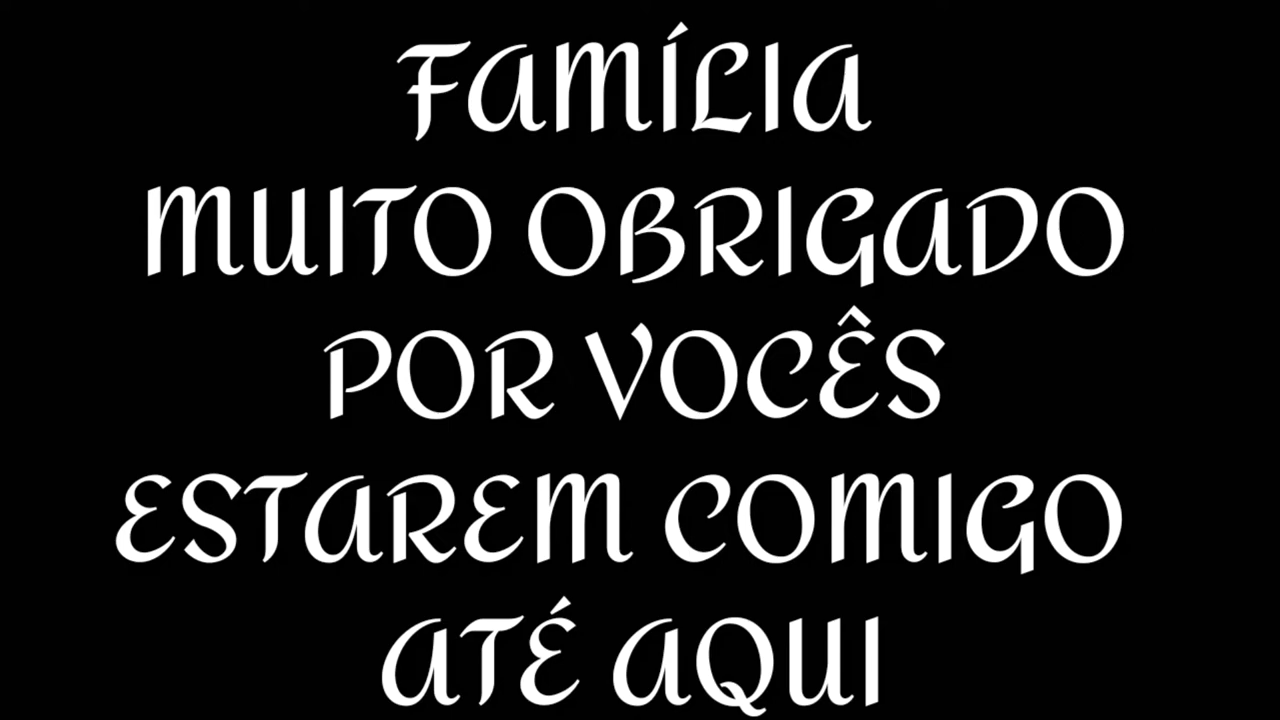 FAMÍLIA
MUITO OBRIGADO
POR VOCÊS
ESTAREM COMIGO
ATÉ AQUI